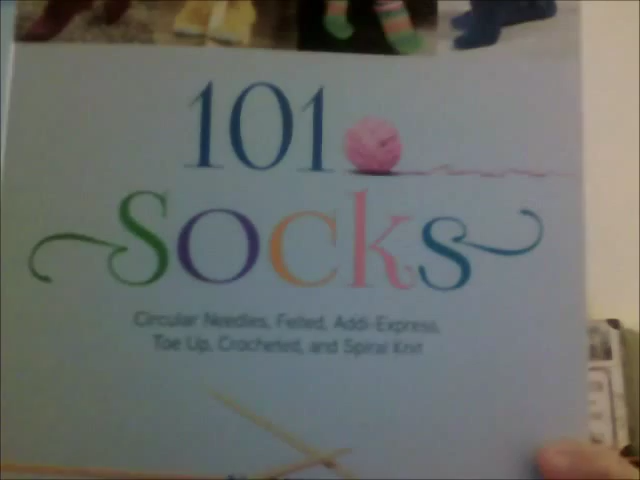 101
Socks
Circular Needles, Felted, Addi-Express,
Toe Up, Crocheted, and Spiral Knit